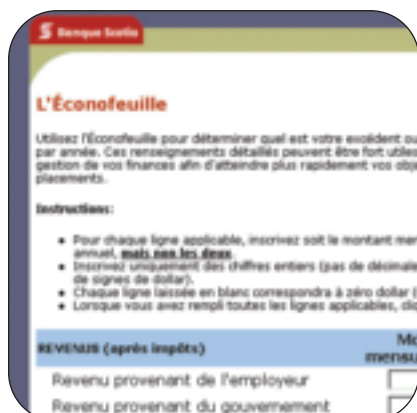 Banque Scotia
L'Éconofeuille
Utilisez l'Éconofeuille pour déterminer quel est votre excédent ou
par année. Ces renseignements détaillés peuvent être fort utiles
gestion de vos finances afin d'atteindre plus rapidement vos obj
placements.
Instructions:
• Pour chaque ligne applicable, inscrivez soit le montant men
annuel, mais non les deux.
• Inscrivez uniquement des chiffres entiers (pas de décimale
de signes de dollar).
• Chaque ligne laissée en blanc correspondra à zéro dollar (
• Lorsque vous avez rempli toutes les lignes applicables, cli
REVENUS (après impôts) Mo
mensu
Revenu provenant de l'employeur
Revenu provenant du gouvernement